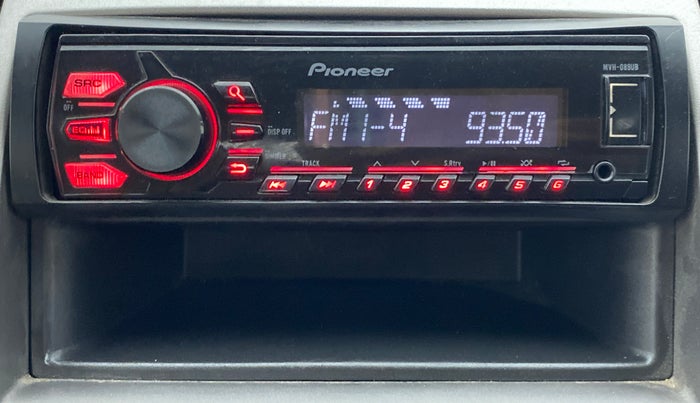 Pioneer
MVH-089UB
SRC
OFF
BAND
DISP OFF
FM1-4 93.50
TRACK
S.Rtrv
1 2 3 4 5 6